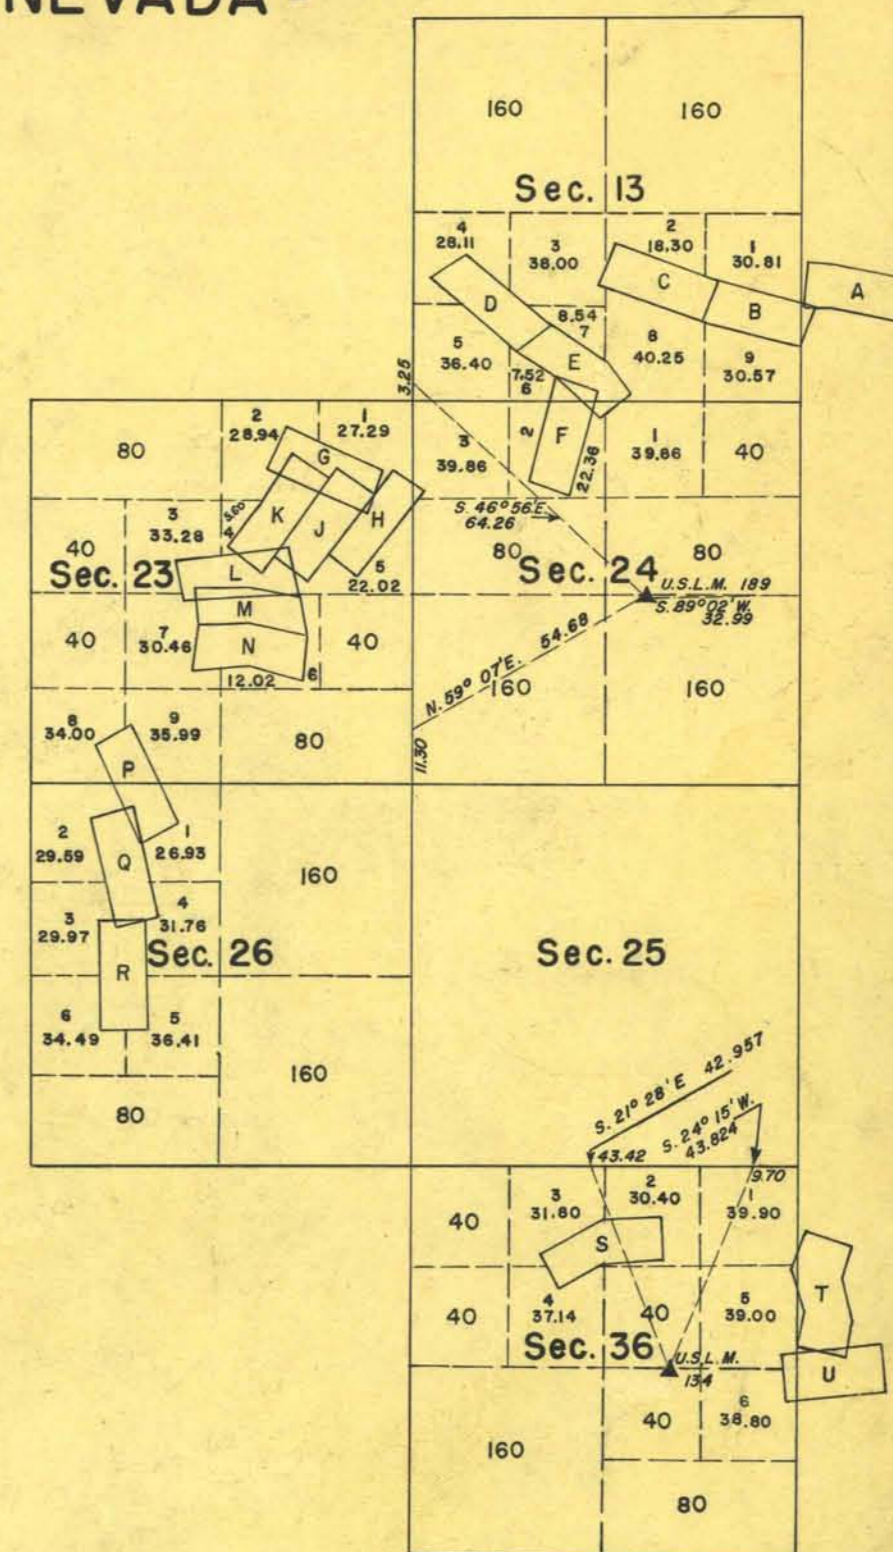 NEVADA
160
160
Sec. 13
4
28.11
3
38.00
2
18.30
1
30.81
A
C
B
D
8.54
7
E
8
40.25
9
30.57
5
36.40
7.52
6
3.25
2
28.94
1
27.29
80
G
3
39.86
2
F
22.36
1
39.86
40
S. 46° 56' E.
64.26
3
33.28
5.60
4
K
J
H
40
Sec. 23
L
5
22.02
80
Sec. 24
80
U.S.L.M. 189
S. 89° 02' W.
32.99
M
40
7
30.46
N
40
12.02
6
N. 59° 07' E. 54.68
160
160
11.30
8
34.00
9
35.99
80
P
2
29.59
1
26.93
Q
160
3
29.97
4
31.76
Sec. 26
R
Sec. 25
6
34.49
5
36.41
160
80
S. 21° 28' E 42.957
S. 24° 15' W.
43.824
43.42
9.70
40
3
31.80
2
30.40
1
39.90
S
40
4
37.14
40
5
39.00
T
Sec. 36
U.S.L.M.
134
U
40
6
38.80
160
80